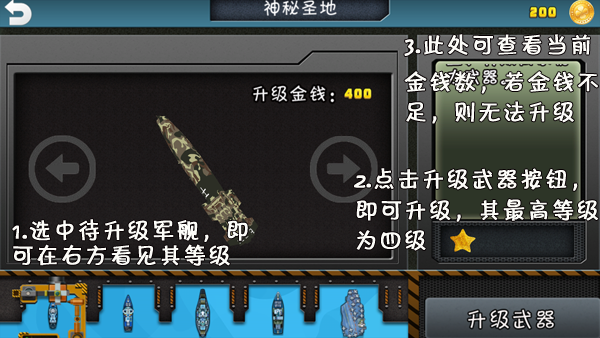 神秘圣地
200
3.此处可查看当前
金钱数，若金钱不
足，则无法升级
武器
升级金钱：400
2.点击升级武器按钮，
即可升级，其最高等级
为四级
1.选中待升级军舰，即
可在右方看见其等级
升级武器